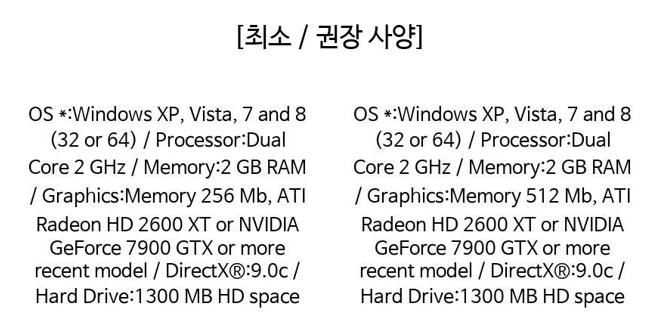 [최소 / 권장 사양]
OS *:Windows XP, Vista, 7 and 8
(32 or 64) / Processor:Dual
Core 2 GHz / Memory:2 GB RAM
/ Graphics:Memory 256 Mb, ATI
Radeon HD 2600 XT or NVIDIA
GeForce 7900 GTX or more
recent model / DirectX®:9.0c /
Hard Drive:1300 MB HD space
OS *:Windows XP, Vista, 7 and 8
(32 or 64) / Processor:Dual
Core 2 GHz / Memory:2 GB RAM
/ Graphics:Memory 512 Mb, ATI
Radeon HD 2600 XT or NVIDIA
GeForce 7900 GTX or more
recent model / DirectX®:9.0c /
Hard Drive:1300 MB HD space